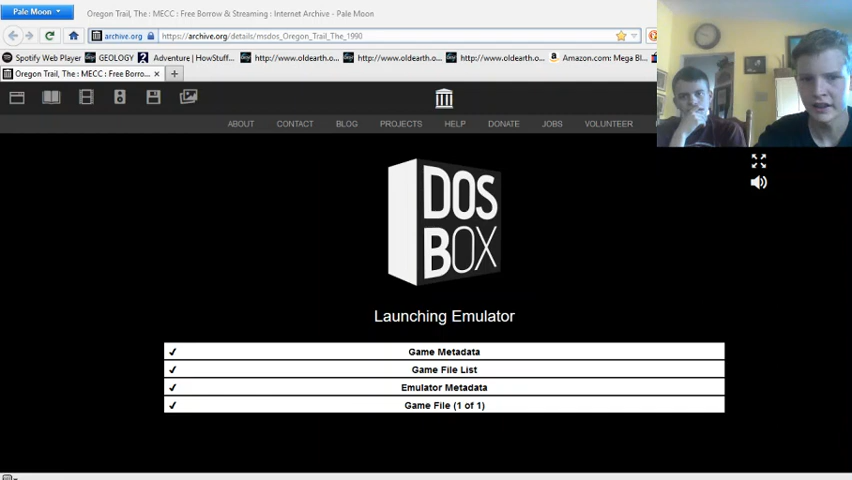 Pale Moon
Oregon Trail, The : MECC : Free Borrow & Streaming : Internet Archive - Pale Moon
archive.org
https://archive.org/details/msdos_Oregon_Trail_The_1990
Spotify Web Player
GEOLOGY
Adventure | HowStuff...
http://www.oldearth.o...
http://www.oldearth.o...
http://www.oldearth.o...
Amazon.com: Mega Bl...
Oregon Trail, The : MECC : Free Borro...
ABOUT CONTACT BLOG PROJECTS HELP DONATE JOBS VOLUNTEER
DOS
BOX
Launching Emulator
Game Metadata
Game File List
Emulator Metadata
Game File (1 of 1)